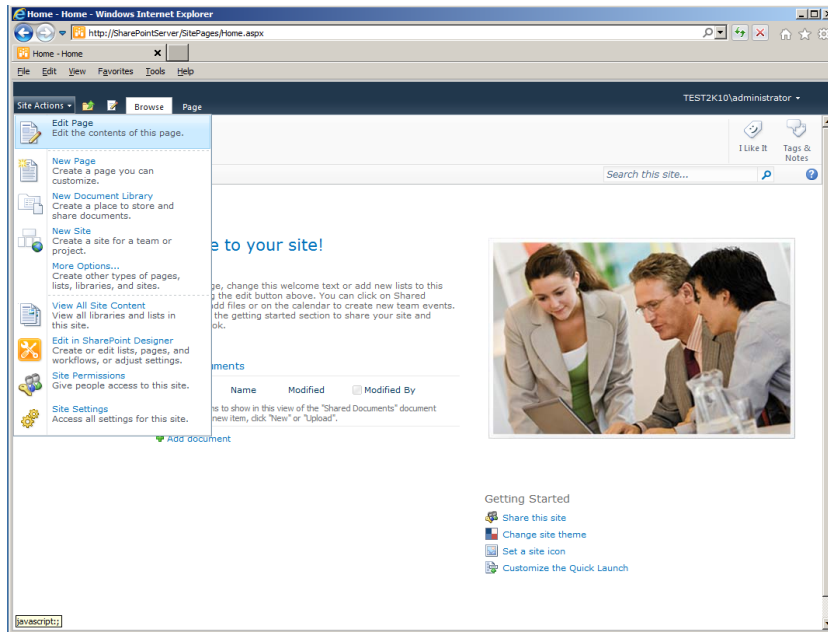 Home - Home - Windows Internet Explorer
http://SharePointServer/SitePages/Home.aspx
Home - Home
File Edit View Favorites Tools Help
TEST2K10\administrator
Site Actions Browse Page
Edit Page
Edit the contents of this page.
I Like It Tags &
Notes
New Page
Create a page you can
customize.
Search this site...
New Document Library
Create a place to store and
share documents.
New Site
Create a site for a team or
project.
e to your site!
More Options...
Create other types of pages,
lists, libraries, and sites.
ge, change this welcome text or add new lists to this
g the edit button above. You can click on Shared
dd files or on the calendar to create new team events.
the getting started section to share your site and
ok.
View All Site Content
View all libraries and lists in
this site.
Edit in SharePoint Designer
Create or edit lists, pages, and
workflows, or adjust settings.
uments
Site Permissions
Give people access to this site.
Name Modified Modified By
Site Settings
Access all settings for this site.
ms to show in this view of the "Shared Documents" document
new item, click "New" or "Upload".
Add document
Getting Started
Share this site
Change site theme
Set a site icon
Customize the Quick Launch
javascript:;